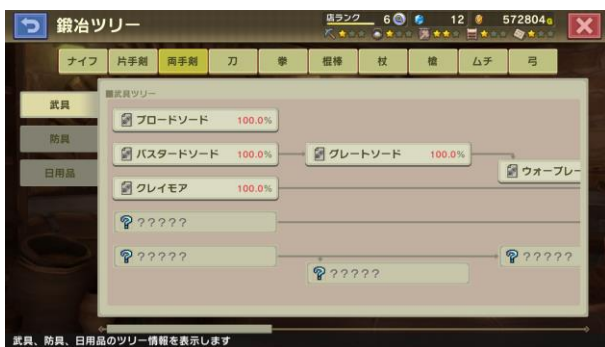 鍛冶ツリー
店ランク 6 12 572804G
ナイフ 片手剣 両手剣 刀 拳 棍棒 杖 槍 ムチ 弓
武具
防具
日用品
武具ツリー
ブロードソード 100.0%
バスタードソード 100.0% グレートソード 100.0%
ウォーブレー
クレイモア 100.0%
?????
????? ?????
?????
武具、防具、日用品のツリー情報を表示します